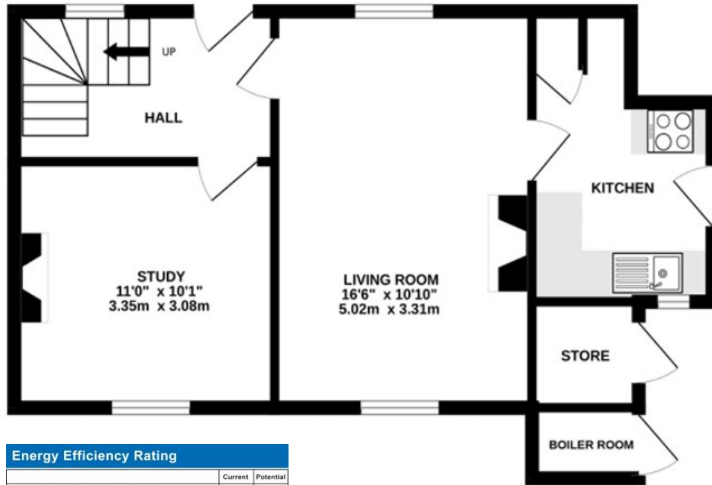 UP
HALL
KITCHEN
STUDY
11'0" x 10'1"
3.35m x 3.08m
LIVING ROOM
16'6" x 10'10"
5.02m x 3.31m
STORE
BOILER ROOM
Energy Efficiency Rating
Current Potential